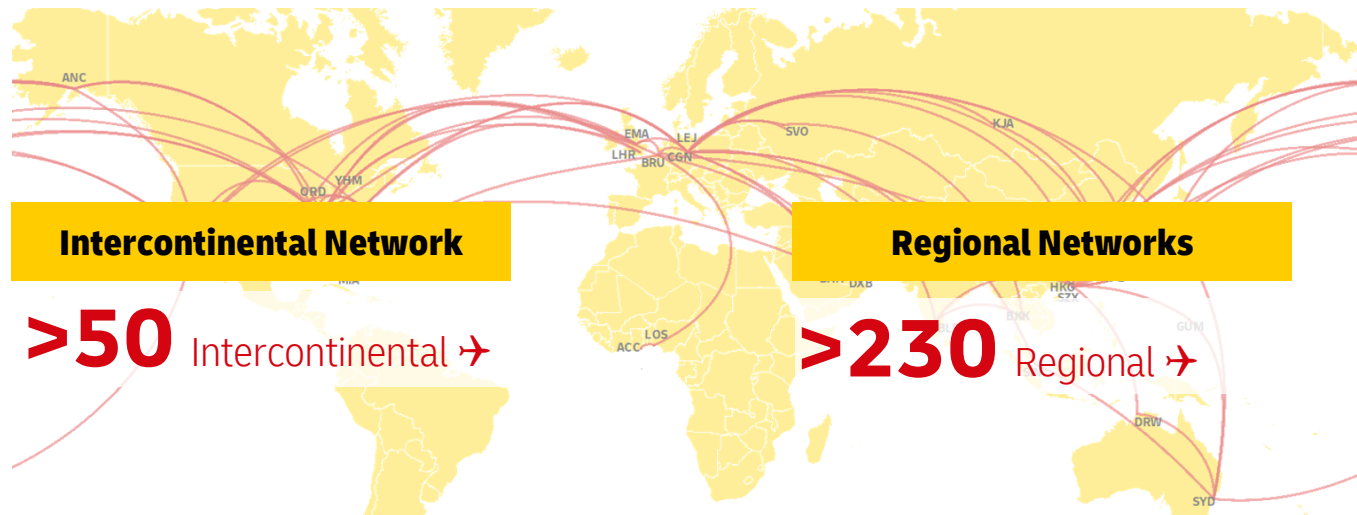 ANC
EMA
LEJ
SVO
KJA
LHR
BRU
CGN
YHM
ORD
Intercontinental Network
Regional Networks
MIA
DXB
HKG
SZX
BKK
GUM
>50 Intercontinental
>230 Regional
LOS
ACC
DRW
SYD